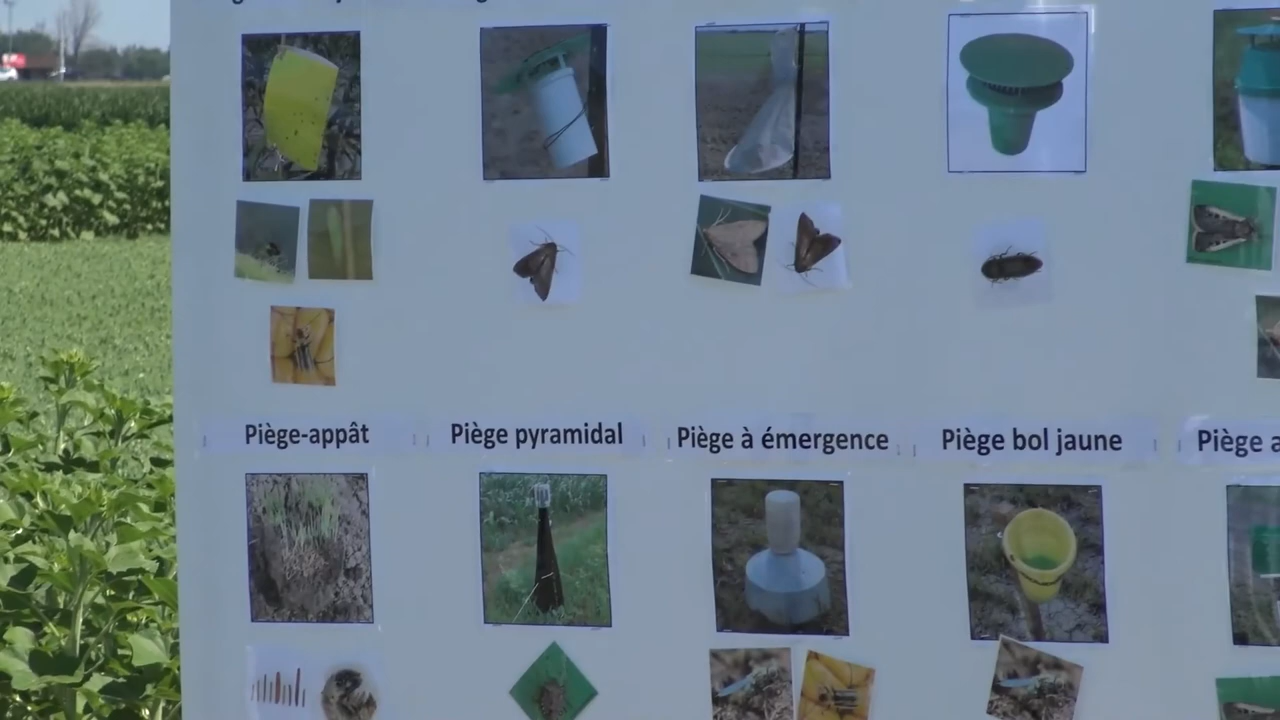 Piège-appât
Piège pyramidal
Piège à émergence
Piège bol jaune
Piège